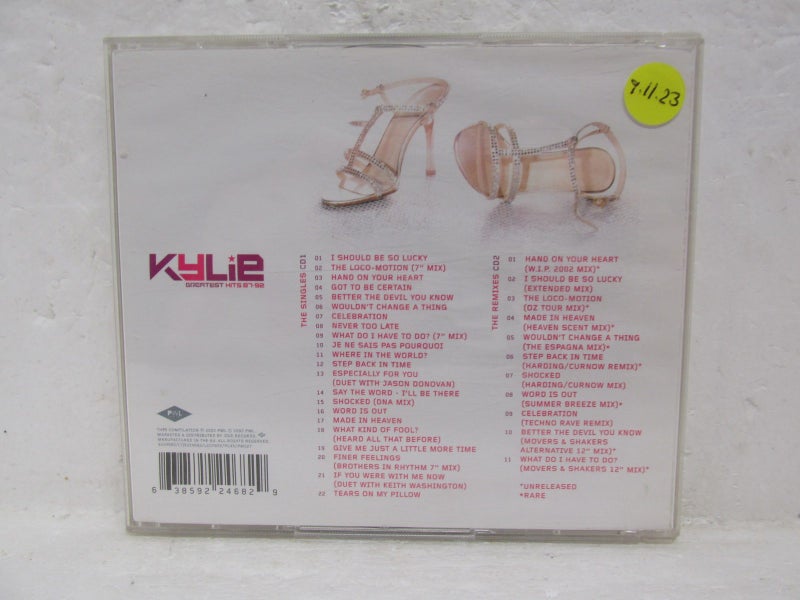 9.11.23
KYLIE
GREATEST HITS 87-92
THE SINGLES CD1
01 I SHOULD BE SO LUCKY
02 THE LOCO-MOTION (7" MIX)
03 HAND ON YOUR HEART
04 GOT TO BE CERTAIN
05 BETTER THE DEVIL YOU KNOW
06 WOULDN'T CHANGE A THING
07 CELEBRATION
08 NEVER TOO LATE
09 WHAT DO I HAVE TO DO? (7" MIX)
10 JE NE SAIS PAS POURQUOI
11 WHERE IN THE WORLD?
12 STEP BACK IN TIME
13 ESPECIALLY FOR YOU
(DUET WITH JASON DONOVAN)
14 SAY THE WORD - I'LL BE THERE
15 SHOCKED (DNA MIX)
16 WORD IS OUT
17 MADE IN HEAVEN
18 WHAT KIND OF FOOL?
(HEARD ALL THAT BEFORE)
19 GIVE ME JUST A LITTLE MORE TIME
20 FINER FEELINGS
(BROTHERS IN RHYTHM 7" MIX)
21 IF YOU WERE WITH ME NOW
(DUET WITH KEITH WASHINGTON)
22 TEARS ON MY PILLOW
THE REMIXES CD2
01 HAND ON YOUR HEART
(W.I.P. 2002 MIX)*
02 I SHOULD BE SO LUCKY
(EXTENDED MIX)
03 THE LOCO-MOTION
(OZ TOUR MIX)*
04 MADE IN HEAVEN
(HEAVEN SCENT MIX)*
05 WOULDN'T CHANGE A THING
(THE ESPAGNA MIX)*
06 STEP BACK IN TIME
(HARDING/CURNOW REMIX)*
07 SHOCKED
(HARDING/CURNOW MIX)
08 WORD IS OUT
(SUMMER BREEZE MIX)*
09 CELEBRATION
(TECHNO RAVE REMIX)
10 BETTER THE DEVIL YOU KNOW
(MOVERS & SHAKERS
ALTERNATIVE 12" MIX)*
11 WHAT DO I HAVE TO DO?
(MOVERS & SHAKERS 12" MIX)*
*UNRELEASED
*RARE
PWL
6 38592 24682 9